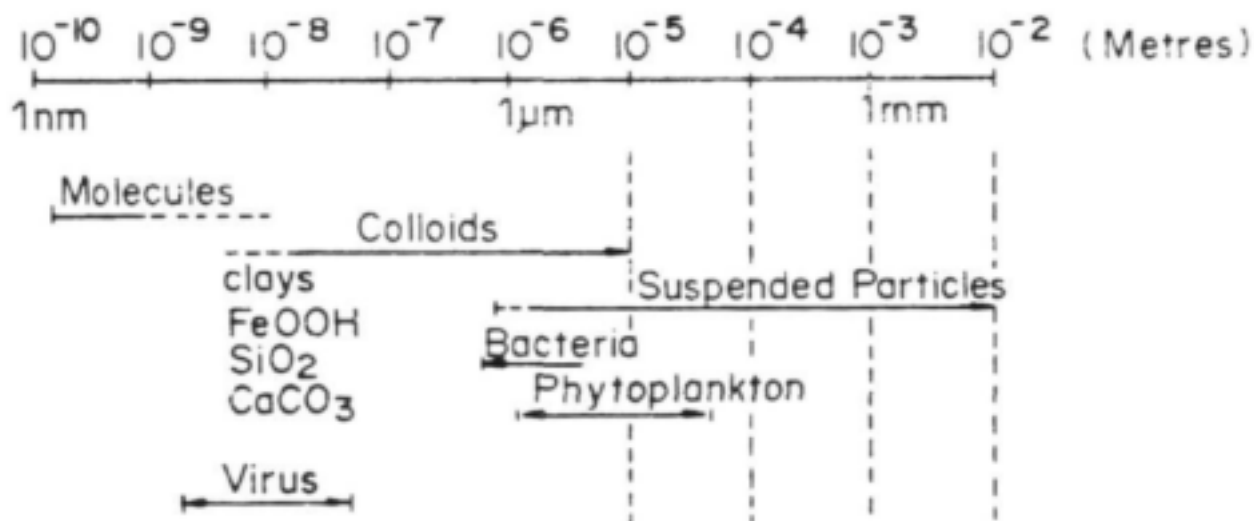 10⁻¹⁰ 10⁻⁹ 10⁻⁸ 10⁻⁷ 10⁻⁶ 10⁻⁵ 10⁻⁴ 10⁻³ 10⁻² (Metres)
1nm 1μm 1mm
Molecules
Colloids
clays
Suspended Particles
FeOOH
Bacteria
SiO₂
Phytoplankton
CaCO₃
Virus